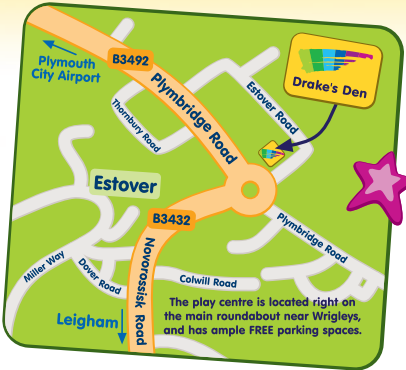 B3492
Plymouth
City Airport
Plymbridge Road
Drake's Den
Estover Road
Thornbury Road
Estover
B3432
Plymbridge Road
Novorossisk Road
Miller Way
Dover Road
Colwill Road
Leigham
The play centre is located right on
the main roundabout near Wrigleys,
and has ample FREE parking spaces.